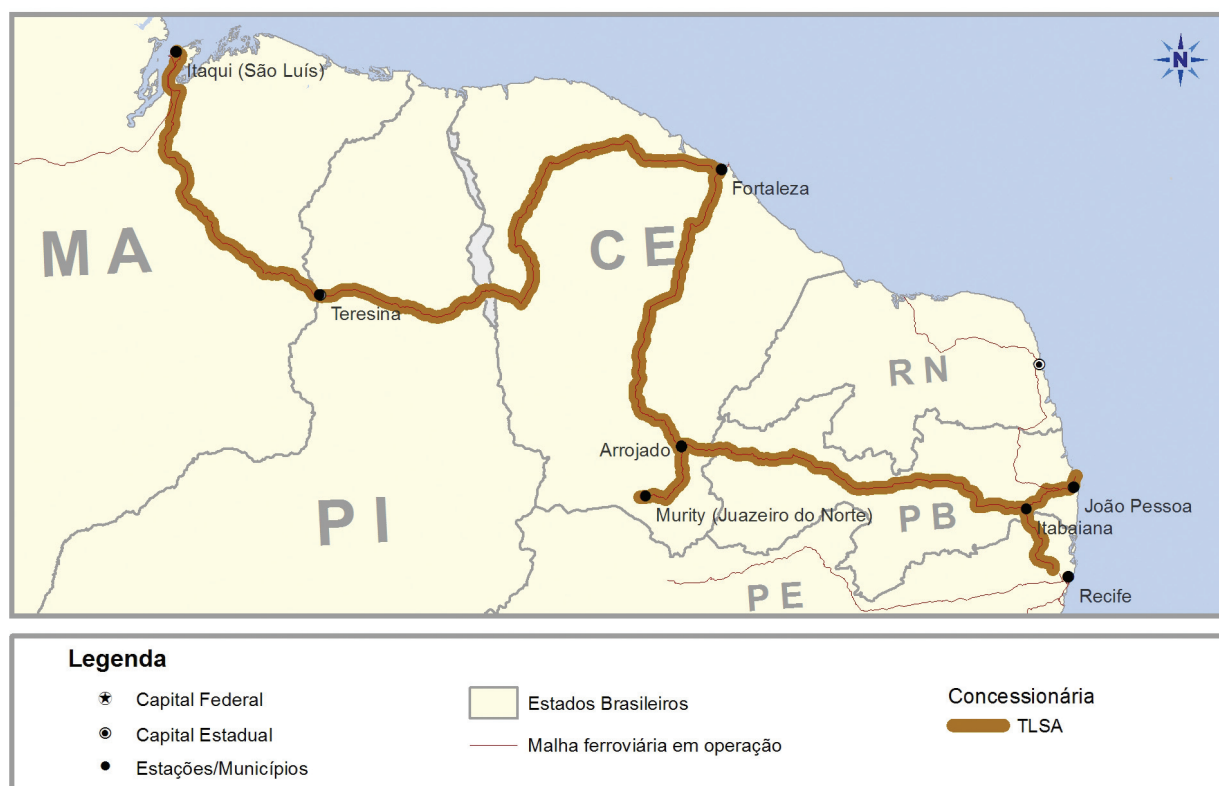 N
Itaqui (São Luís)
Fortaleza
MA
CE
Teresina
RN
Arrojado
Murity (Juazeiro do Norte)
João Pessoa
PI
PB
Itabaiana
PE
Recife
Legenda
Capital Federal
Capital Estadual
Estações/Municípios
Estados Brasileiros
Malha ferroviária em operação
Concessionária
TLSA